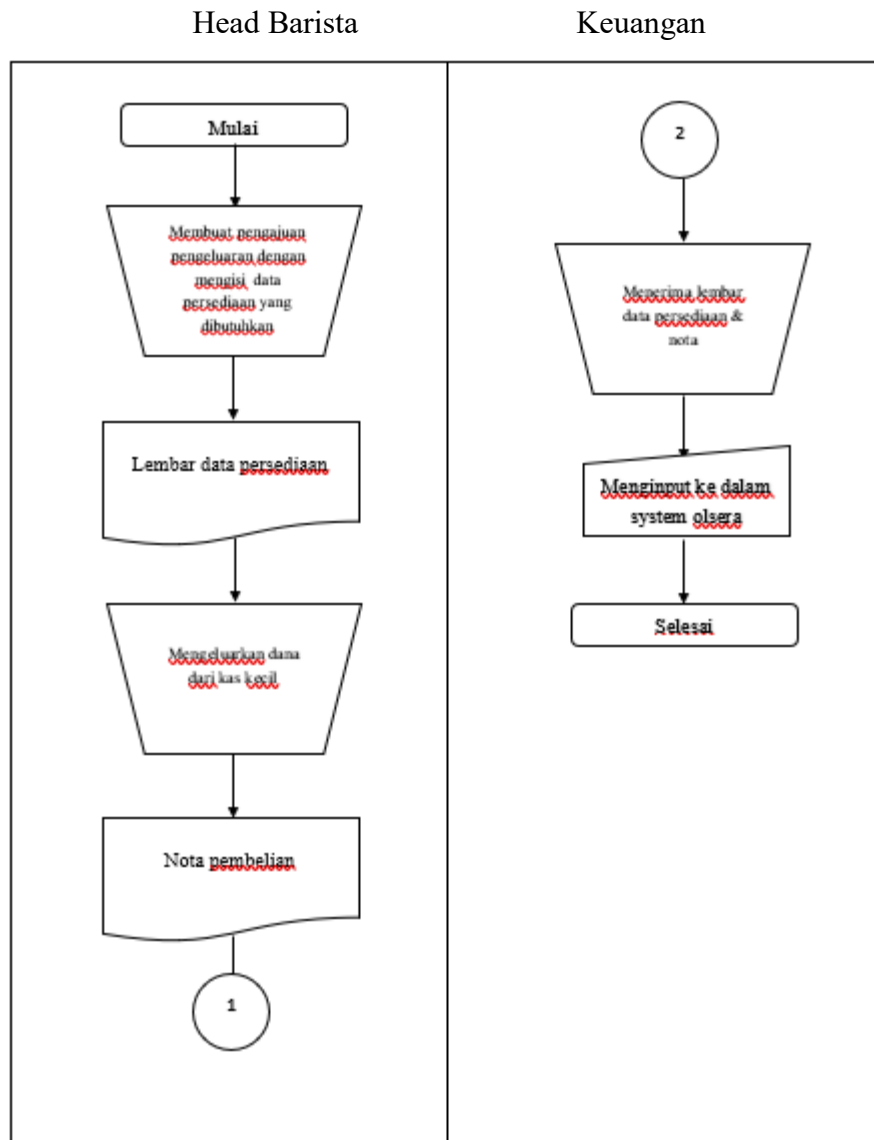 Head Barista
Keuangan
Mulai
Membuat pengajuan
pengeluaran dengan
mengisi data
persediaan yang
dibutuhkan
Lembar data persediaan
Mengeluarkan dana
dari kas kecil
Nota pembelian
1
2
Menerima lembar
data persediaan &
nota
Menginput ke dalam
system olsera
Selesai